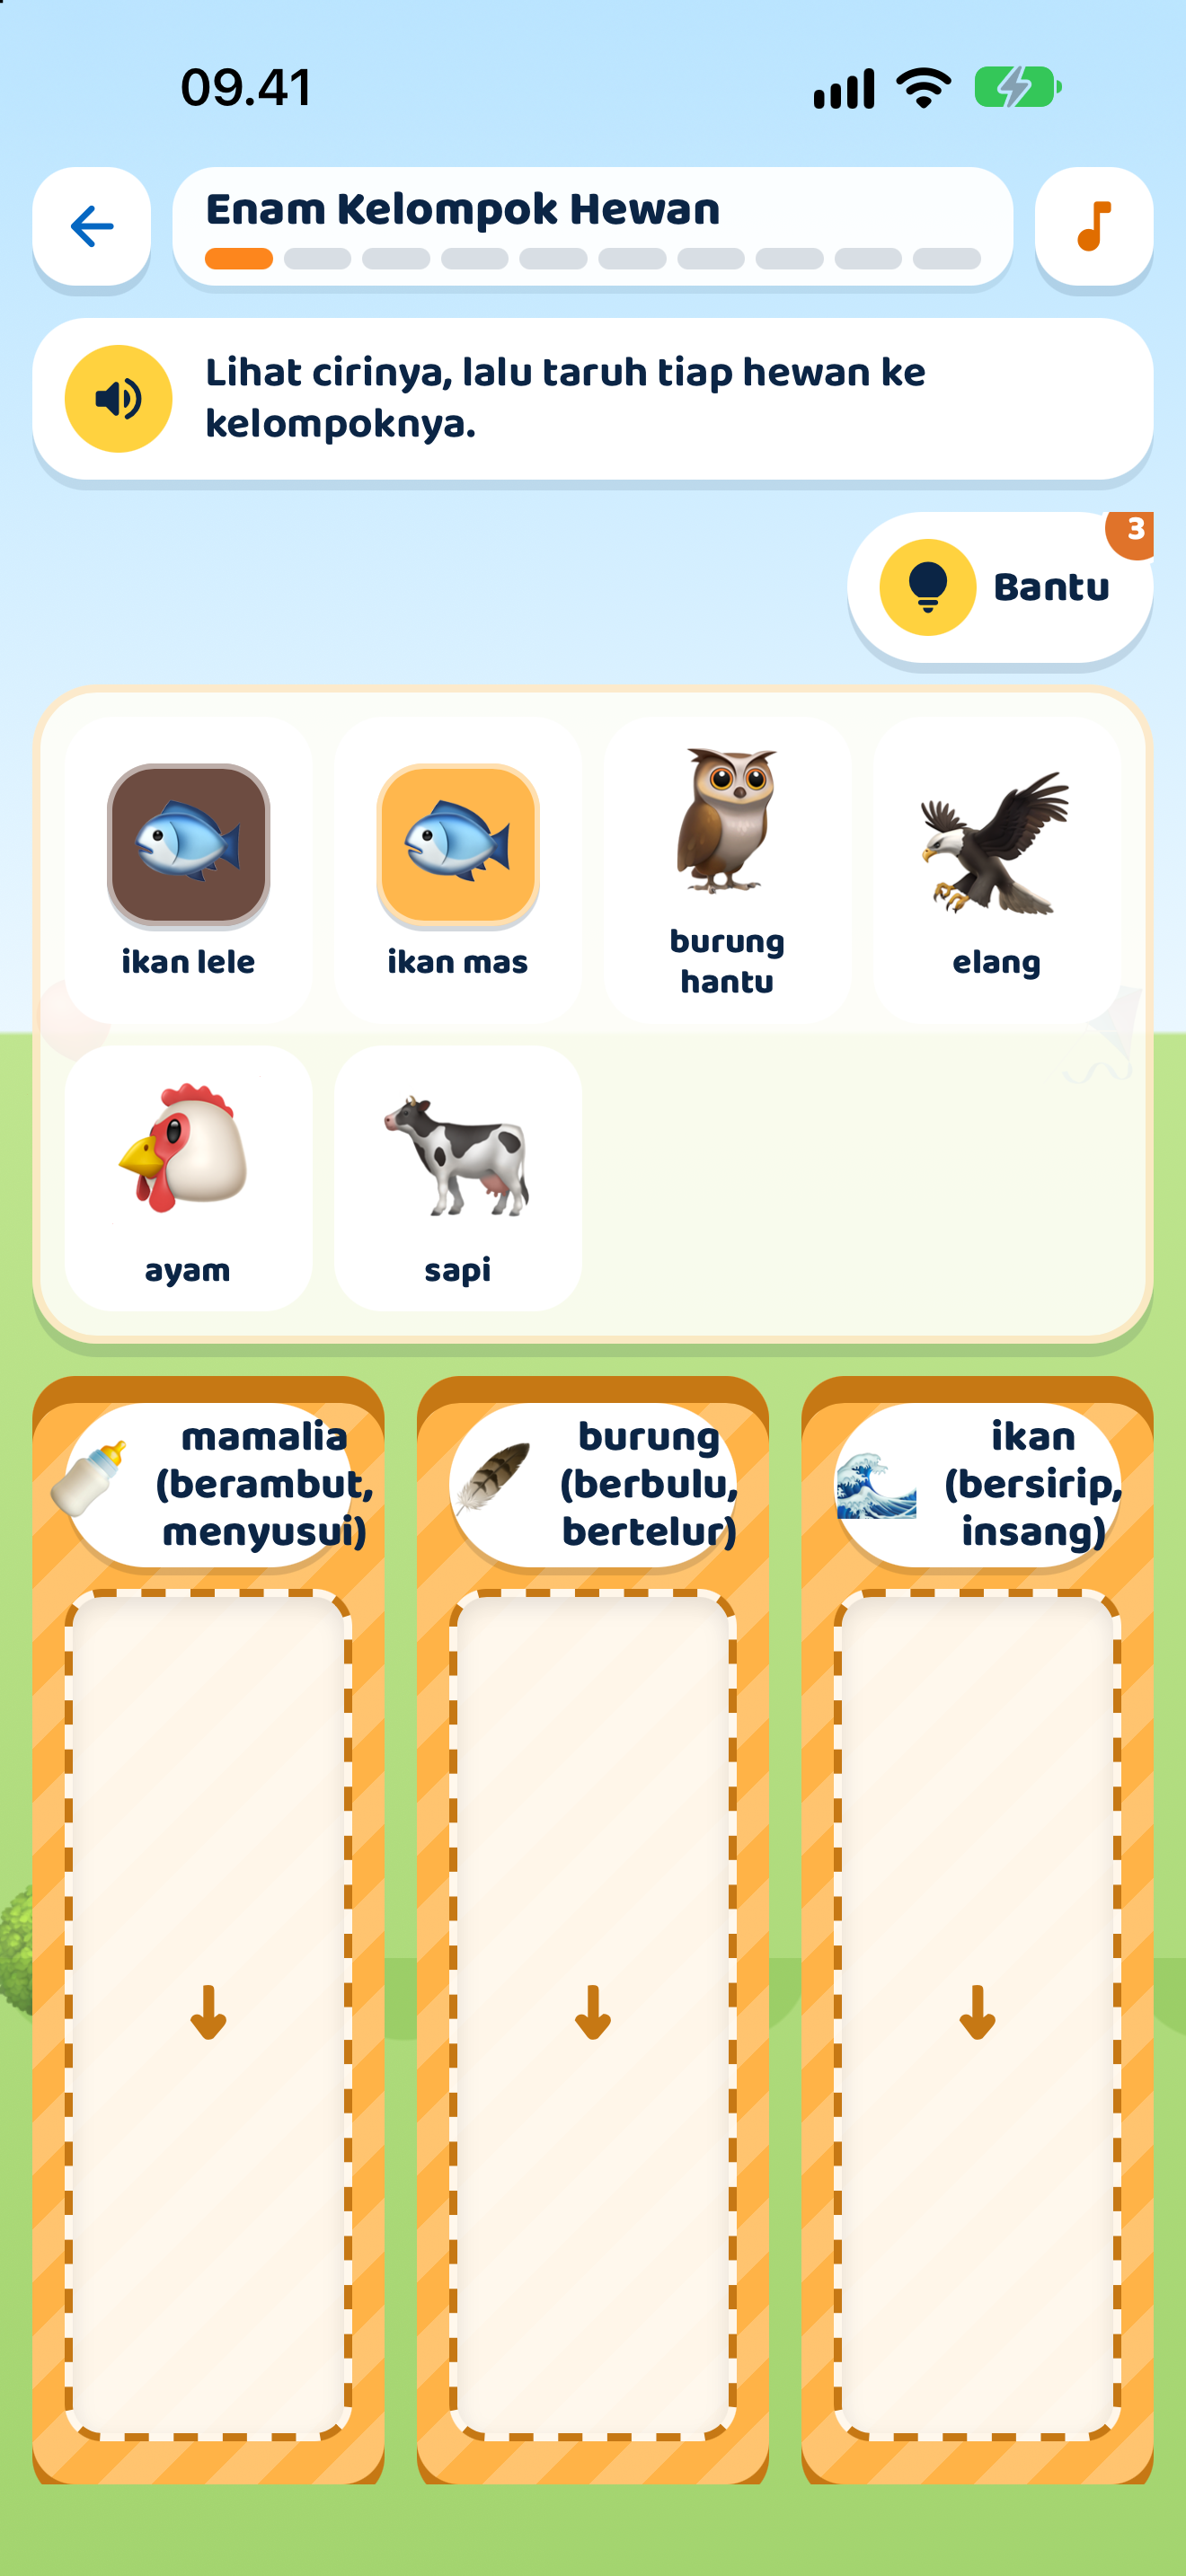 09.41
Enam Kelompok Hewan
Lihat cirinya, lalu taruh tiap hewan ke
kelompoknya.
3
Bantu
ikan lele
ikan mas
burung
hantu
elang
ayam
sapi
mamalia
(berambut,
menyusui)
burung
(berbulu,
bertelur)
ikan
(bersirip,
insang)